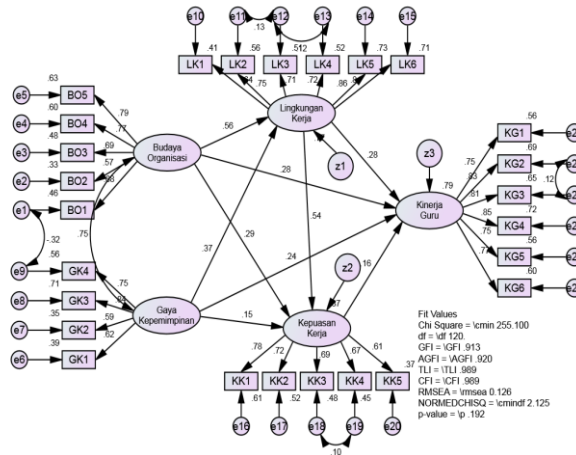 e10 e11 e12 e13 e14 e15
.13
.41 .56 .52 .73 .71
LK1 LK2 LK3 LK4 LK5 LK6
.75 .71 .72 .86
.63
e5 BO5
.60
e4 BO4
.48
e3 BO3
.33
e2 BO2
.46
e1 BO1
.79
.77
.69
.57
Budaya
Organisasi
Lingkungan
Kerja
.56
z1
.28
.28
z3
.79
Kinerja
Guru
.56
KG1
.69
KG2
.65
KG3
.72
KG4
.56
KG5
.60
KG6
.75
.81
.85
.75
.12
-.32
.75
.37
.29
.54
.24
z2
.16
.56
e9 GK4
.71
e8 GK3
.35
e7 GK2
.39
e6 GK1
.75
.59
.62
Gaya
Kepemimpinan
.15
Kepuasan
Kerja
.78 .72 .69 .67 .61
KK1 KK2 KK3 KK4 KK5
.61 .52 .48 .45 .37
e16 e17 e18 e19 e20
.10
Fit Values
Chi Square = \cmin 255.100
df = \df 120.
GFI = \GFI .913
AGFI = \AGFI .920
TLI = \TLI .989
CFI = \CFI .989
RMSEA = \rmsea 0.126
NORMEDCHISQ = \cmindf 2.125
p-value = \p .192